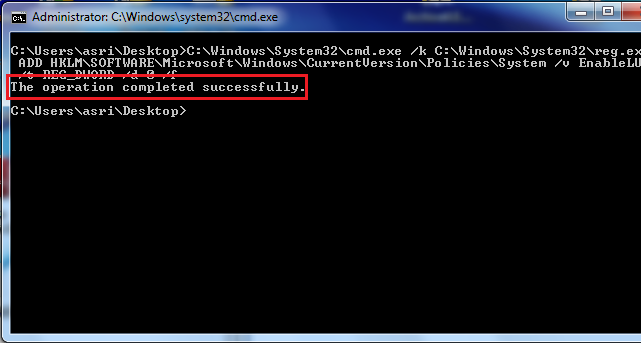 Administrator: C:\Windows\system32\cmd.exe
C:\Users\asri\Desktop>C:\Windows\System32\cmd.exe /k C:\Windows\System32\reg.ex
ADD HKLM\SOFTWARE\Microsoft\Windows\CurrentVersion\Policies\System /v EnableLU
/t REG_DWORD /d 0 /f
The operation completed successfully.
C:\Users\asri\Desktop>